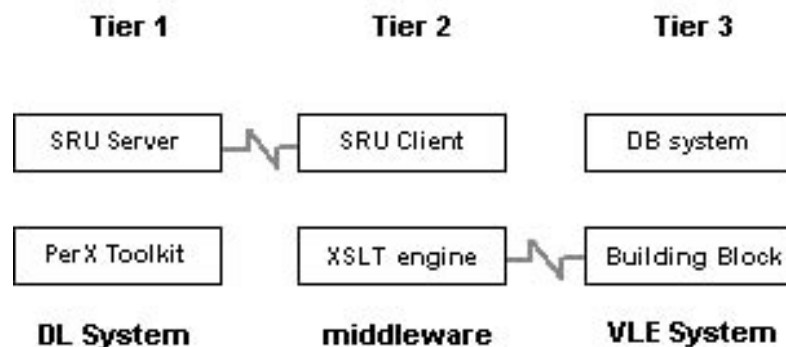 Tier 1 Tier 2 Tier 3
SRU Server SRU Client DB system
PerX Toolkit XSLT engine Building Block
DL System middleware VLE System